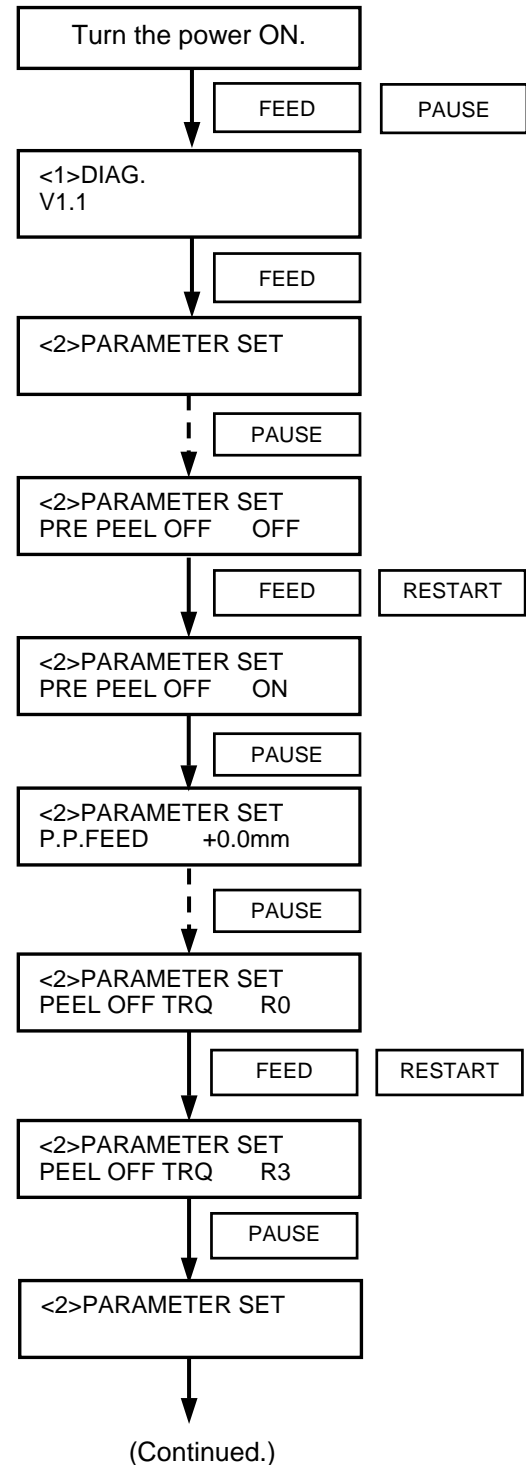 Turn the power ON.
FEED PAUSE
<1>DIAG.
V1.1
FEED
<2>PARAMETER SET
PAUSE
<2>PARAMETER SET
PRE PEEL OFF OFF
FEED RESTART
<2>PARAMETER SET
PRE PEEL OFF ON
PAUSE
<2>PARAMETER SET
P.P.FEED +0.0mm
PAUSE
<2>PARAMETER SET
PEEL OFF TRQ R0
FEED RESTART
<2>PARAMETER SET
PEEL OFF TRQ R3
PAUSE
<2>PARAMETER SET
(Continued.)